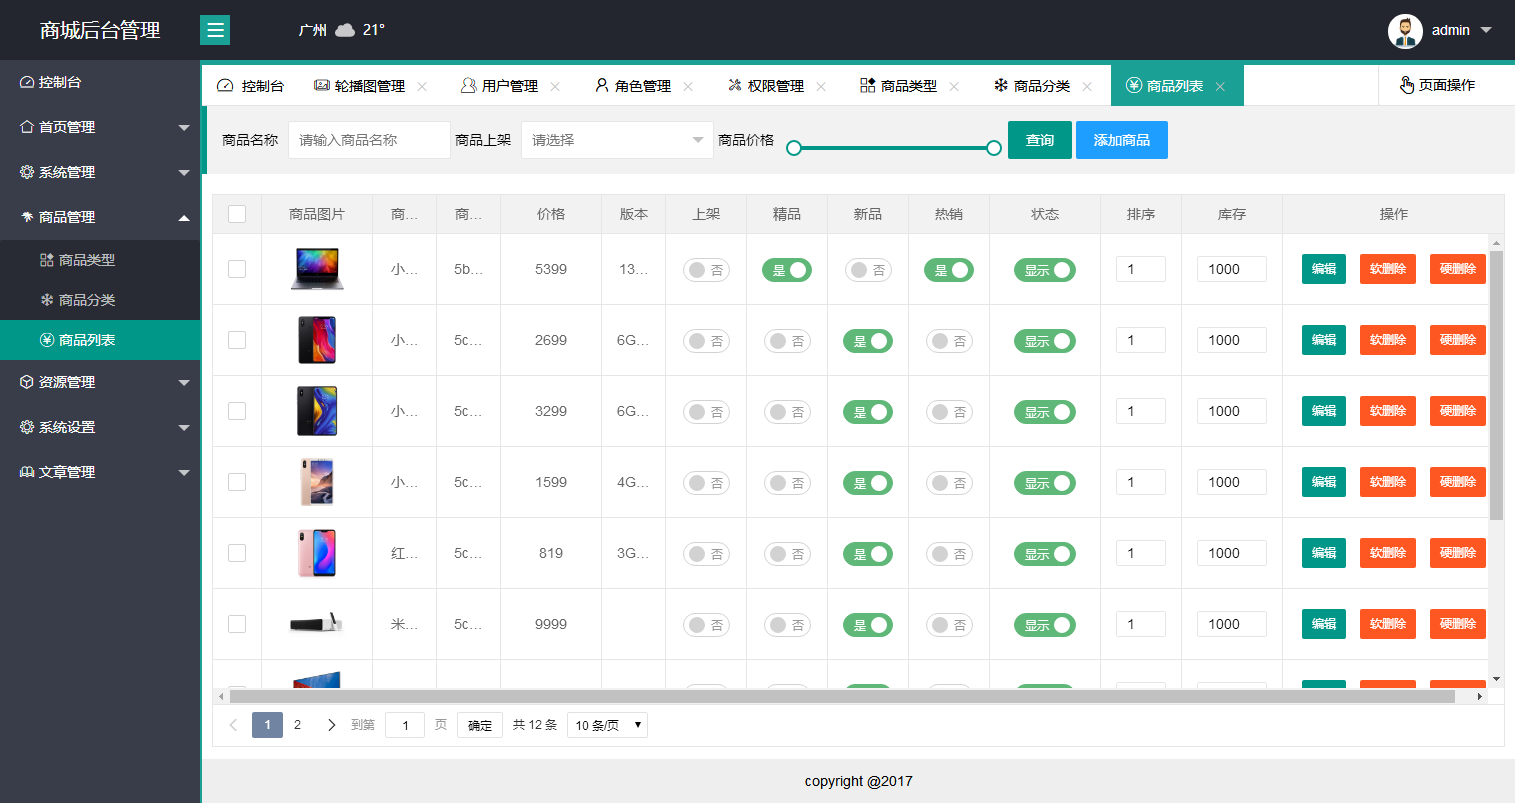 商城后台管理 广州 21° admin
控制台
首页管理
系统管理
商品管理
商品类型
商品分类
商品列表
资源管理
系统设置
文章管理
控制台 轮播图管理 用户管理 角色管理 权限管理 商品类型 商品分类 商品列表 页面操作
商品名称 请输入商品名称 商品上架 请选择 商品价格 查询 添加商品
商品图片 商... 商... 价格 版本 上架 精品 新品 热销 状态 排序 库存 操作
小... 5b... 5399 13... 否 是 否 是 显示 1 1000 编辑 软删除 硬删除
小... 5c... 2699 6G... 否 否 是 否 显示 1 1000 编辑 软删除 硬删除
小... 5c... 3299 6G... 否 否 是 否 显示 1 1000 编辑 软删除 硬删除
小... 5c... 1599 4G... 否 否 是 否 显示 1 1000 编辑 软删除 硬删除
红... 5c... 819 3G... 否 否 是 否 显示 1 1000 编辑 软删除 硬删除
米... 5c... 9999 否 否 是 否 显示 1 1000 编辑 软删除 硬删除
1 2 到第 1 页 确定 共 12 条 10 条/页
copyright @2017